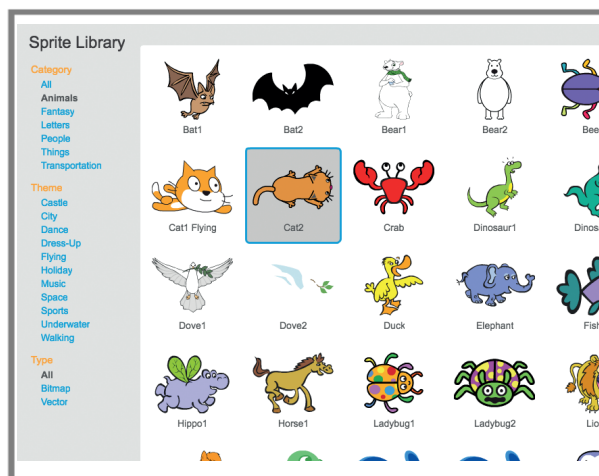 Sprite Library
Category
All
Animals
Fantasy
Letters
People
Things
Transportation
Theme
Castle
City
Dance
Dress-Up
Flying
Holiday
Music
Space
Sports
Underwater
Walking
Type
All
Bitmap
Vector
Bat1 Bat2 Bear1 Bear2
Cat1 Flying Cat2 Crab Dinosaur1
Dove1 Dove2 Duck Elephant
Hippo1 Horse1 Ladybug1 Ladybug2